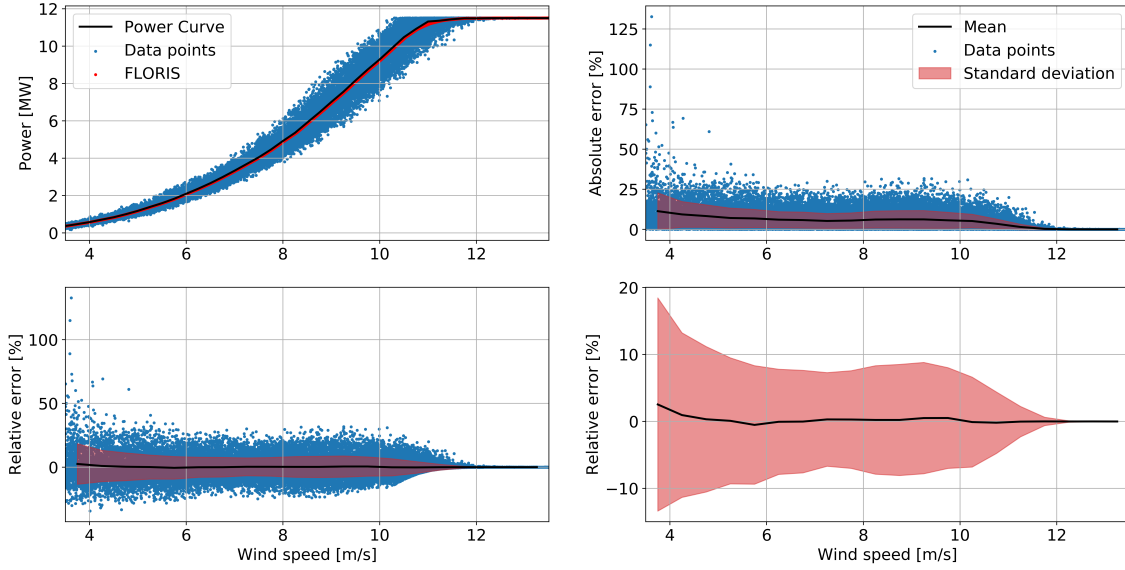 Power [MW]
12
10
8
6
4
2
0
Power Curve
Data points
FLORIS
4 6 8 10 12
Absolute error [%]
125
100
75
50
25
0
Mean
Data points
Standard deviation
4 6 8 10 12
Relative error [%]
100
50
0
4 6 8 10 12
Wind speed [m/s]
Relative error [%]
20
10
0
−10
4 6 8 10 12
Wind speed [m/s]